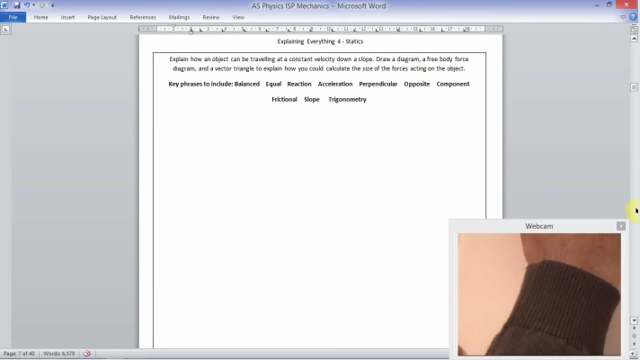 AS Physics ISP Mechanics - Microsoft Word
File Home Insert Page Layout References Mailings Review View
Explaining Everything 4 - Statics
Explain how an object can be travelling at a constant velocity down a slope. Draw a diagram, a free body force
diagram, and a vector triangle to explain how you could calculate the size of the forces acting on the object.
Key phrases to include: Balanced Equal Reaction Acceleration Perpendicular Opposite Component
Frictional Slope Trigonometry
Webcam
Page: 7 of 40 Words: 6,579